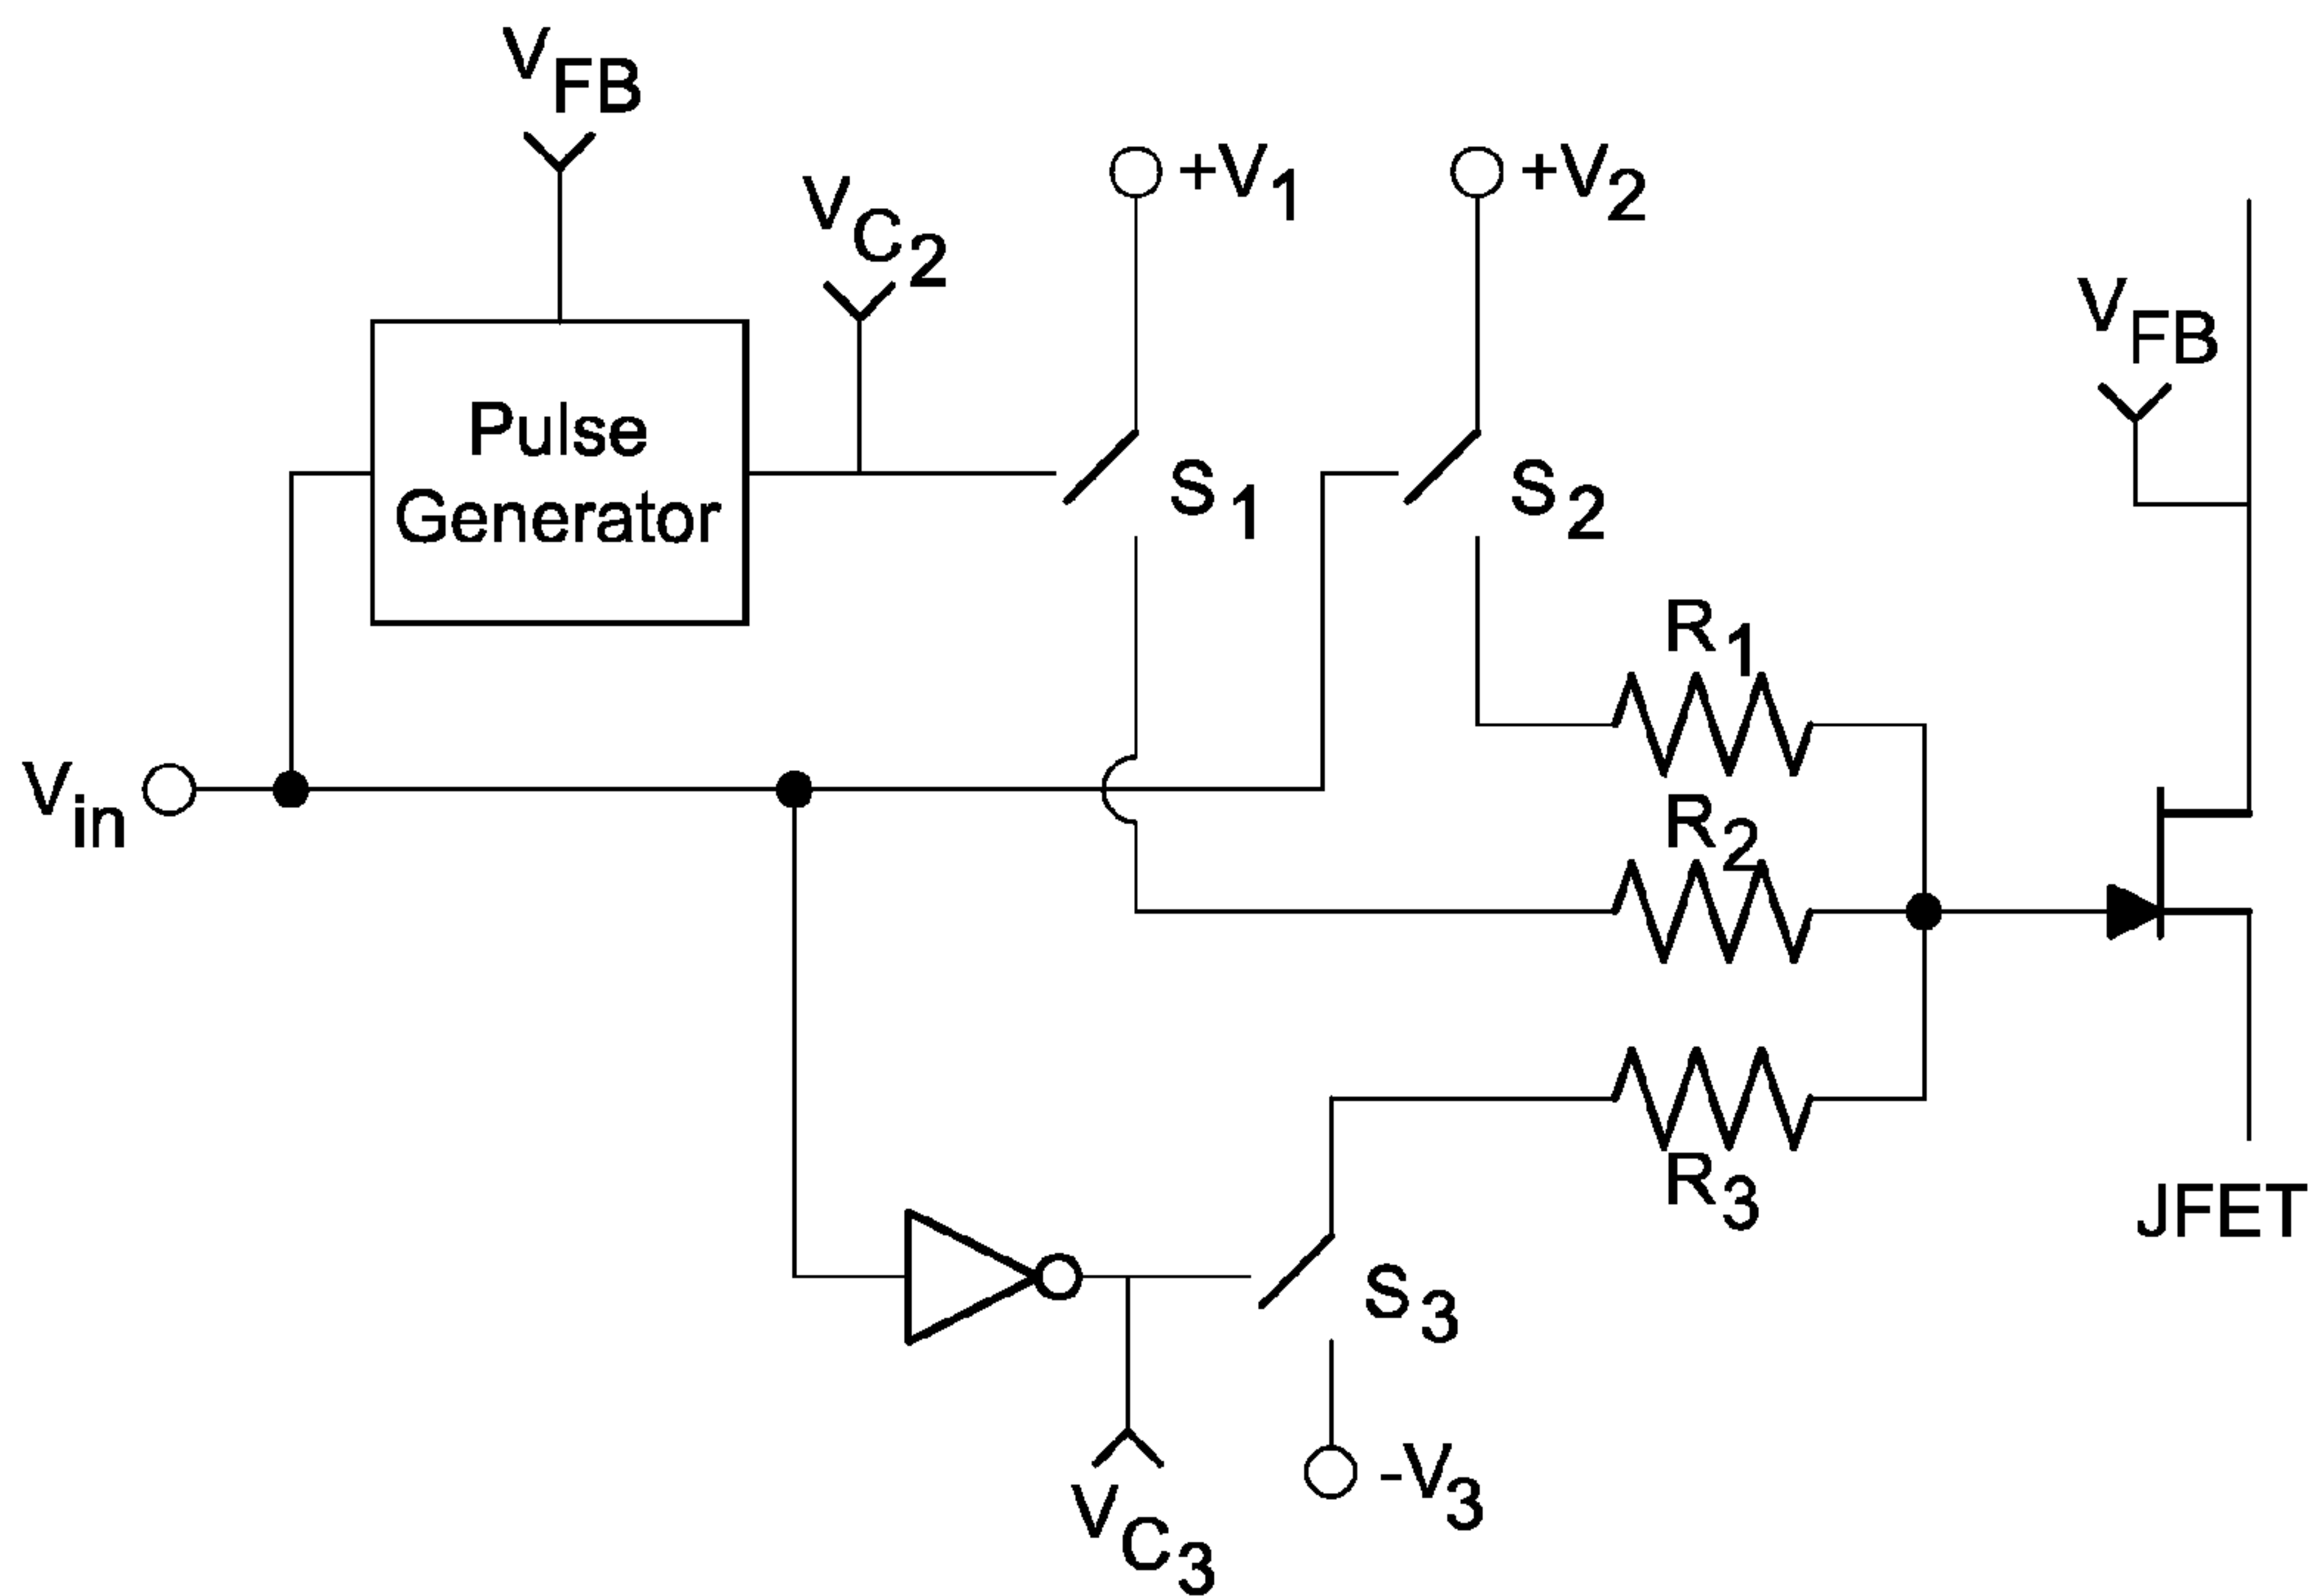 VFB
VC2
+V1
+V2
VFB
Pulse
Generator
S1
S2
R1
Vin
R2
R3
JFET
S3
-V3
VC3